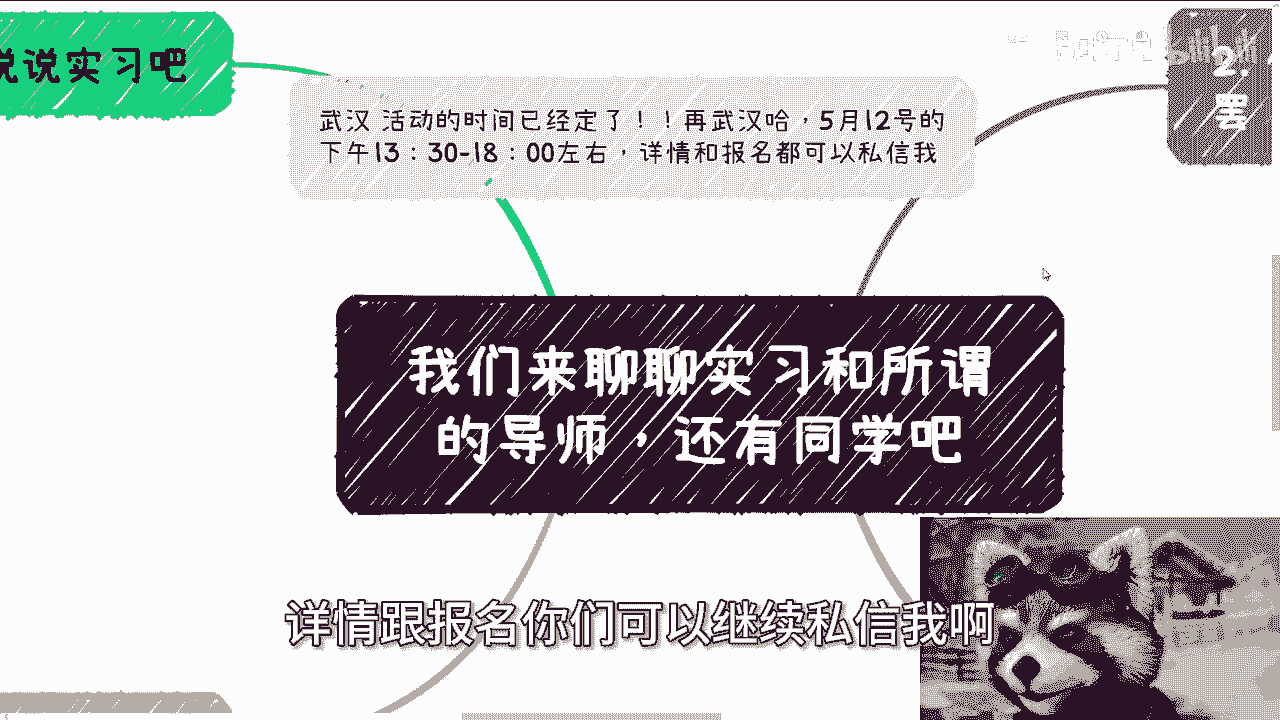 说说实习吧
2.
罢
武汉 活动的时间已经定了！！再武汉哈，5月12号的
下午13：30-18：00左右，详情和报名都可以私信我
我们来聊聊实习和所谓
的导师，还有同学吧
详情跟报名你们可以继续私信我啊